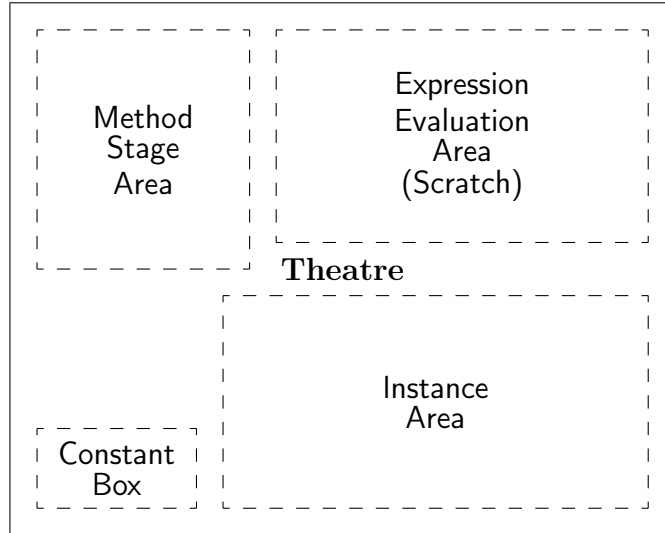 Method
Stage
Area
Expression
Evaluation
Area
(Scratch)
Theatre
Instance
Area
Constant
Box